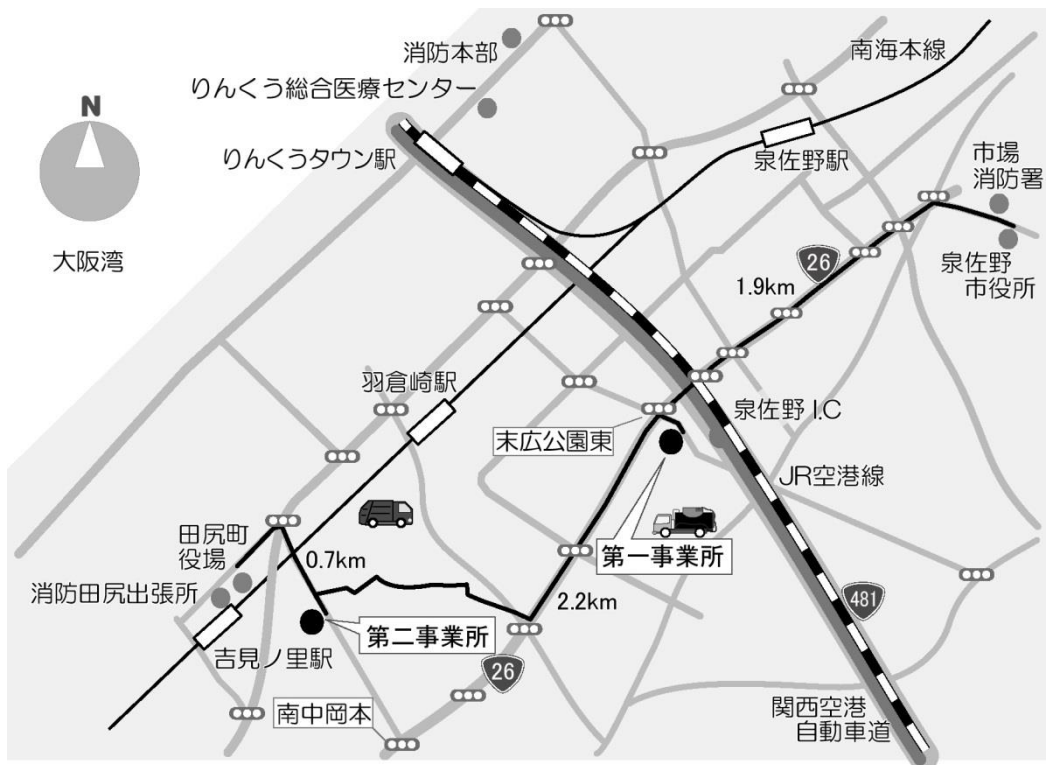 消防本部
南海本線
りんくう総合医療センター
N
りんくうタウン駅
泉佐野駅
市場
消防署
大阪湾
26
泉佐野
市役所
1.9km
羽倉崎駅
末広公園東
泉佐野I.C
JR空港線
田尻町
役場
0.7km
第一事業所
消防田尻出張所
2.2km
481
第二事業所
吉見ノ里駅
26
南中岡本
関西空港
自動車道